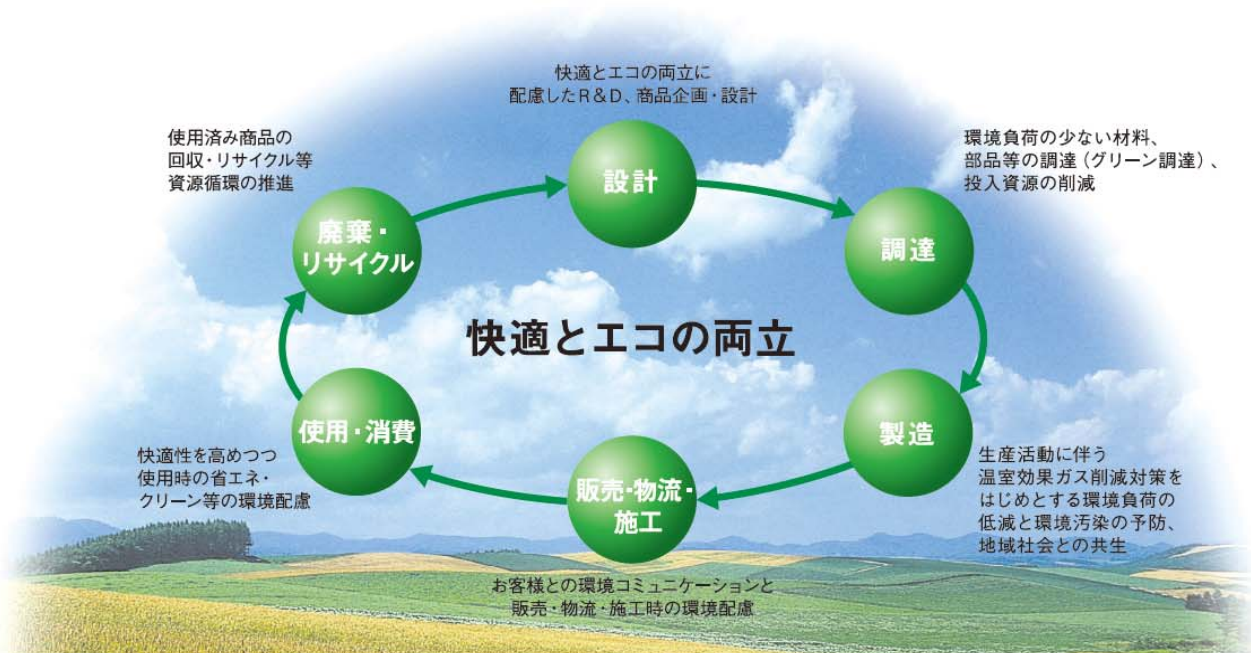 快適とエコの両立に
配慮したR&D、商品企画・設計
設計
環境負荷の少ない材料、
部品等の調達（グリーン調達）、
投入資源の削減
調達
製造
生産活動に伴う
温室効果ガス削減対策を
はじめとする環境負荷の
低減と環境汚染の予防、
地域社会との共生
販売・物流・
施工
お客様との環境コミュニケーションと
販売・物流・施工時の環境配慮
使用・消費
快適性を高めつつ
使用時の省エネ・
クリーン等の環境配慮
廃棄・
リサイクル
使用済み商品の
回収・リサイクル等
資源循環の推進
快適とエコの両立